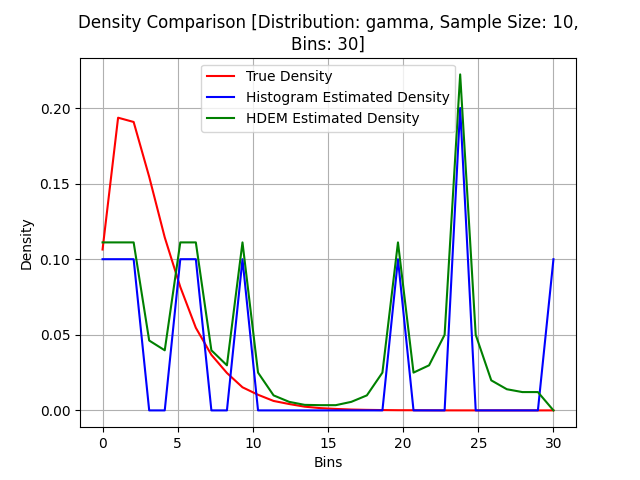 Density Comparison [Distribution: gamma, Sample Size: 10,
Bins: 30]
True Density
Histogram Estimated Density
HDEM Estimated Density
Density
0.20
0.15
0.10
0.05
0.00
0 5 10 15 20 25 30
Bins